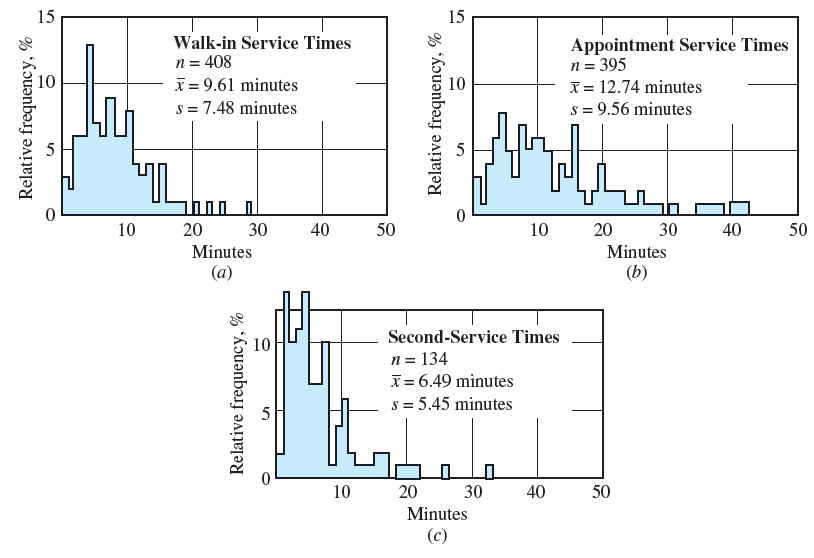 15
10
5
0
Relative frequency, %
Walk-in Service Times
n = 408
x̅ = 9.61 minutes
s = 7.48 minutes
10 20 30 40 50
Minutes
(a)
15
10
5
0
Relative frequency, %
Appointment Service Times
n = 395
x̅ = 12.74 minutes
s = 9.56 minutes
10 20 30 40 50
Minutes
(b)
10
5
0
Relative frequency, %
Second-Service Times
n = 134
x̅ = 6.49 minutes
s = 5.45 minutes
10 20 30 40 50
Minutes
(c)